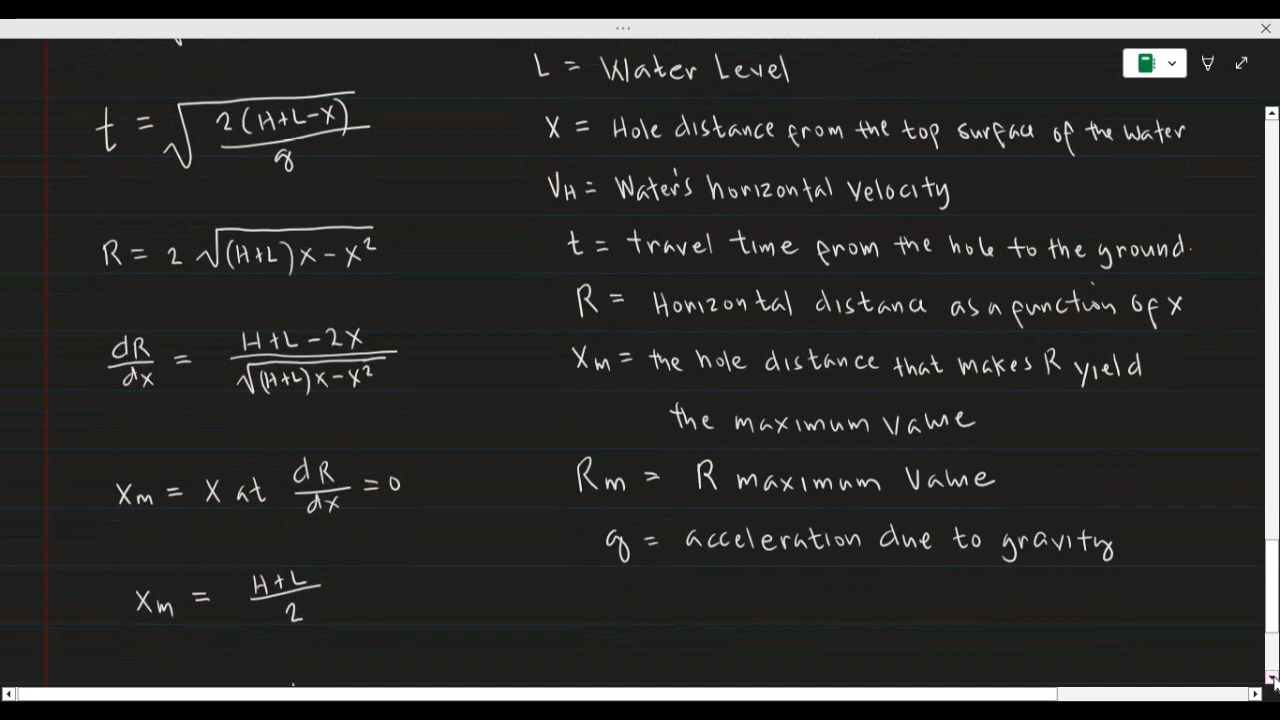 t = √(2(H+L-X)/g)
R = 2 √((H+L)X - X²)
dR/dx = (H+L-2X)/√((H+L)X-X²)
Xm = X at dR/dx = 0
Xm = (H+L)/2
L = Water Level
X = Hole distance from the top surface of the water
VH = Water's horizontal velocity
t = travel time from the hole to the ground.
R = Horizontal distance as a function of X
Xm = the hole distance that makes R yield
the maximum value
Rm = R maximum Value
g = acceleration due to gravity